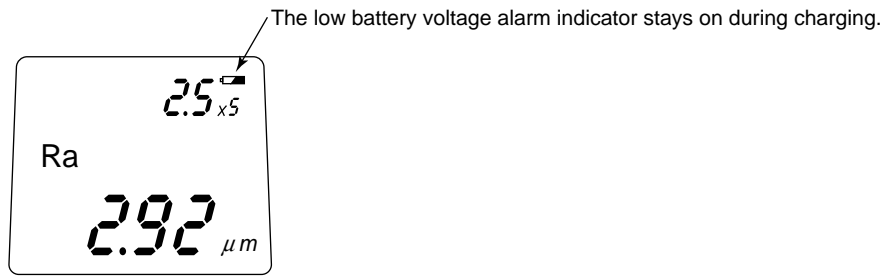 The low battery voltage alarm indicator stays on during charging.
2.5 x5
Ra
2.92 μm